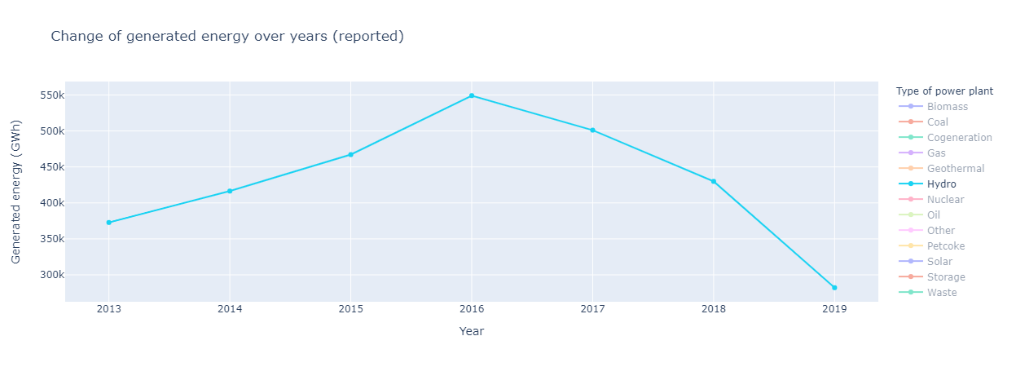 Change of generated energy over years (reported)
Generated energy (GWh)
550k
500k
450k
400k
350k
300k
2013 2014 2015 2016 2017 2018 2019
Year
Type of power plant
Biomass
Coal
Cogeneration
Gas
Geothermal
Hydro
Nuclear
Oil
Other
Petcoke
Solar
Storage
Waste